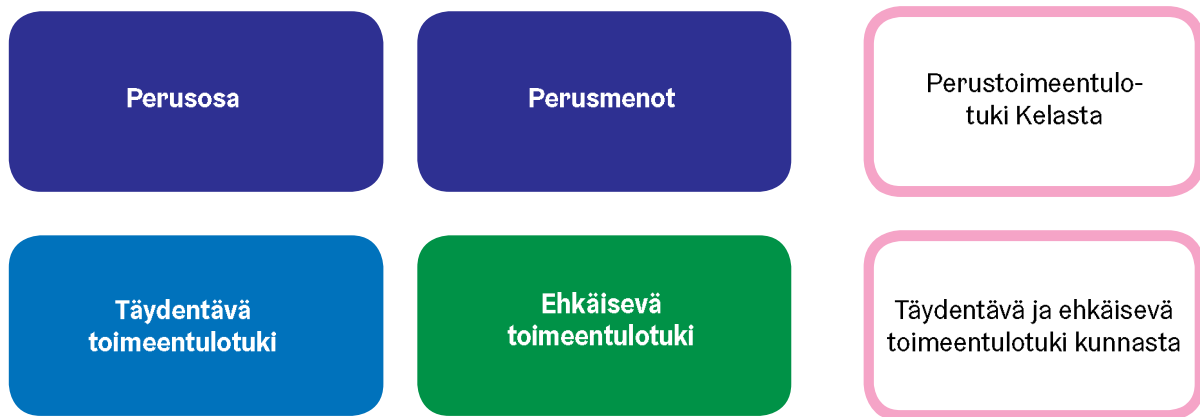 Perusosa
Perusmenot
Perustoimeentulo-
tuki Kelasta
Täydentävä
toimeentulotuki
Ehkäisevä
toimeentulotuki
Täydentävä ja ehkäisevä
toimeentulotuki kunnasta